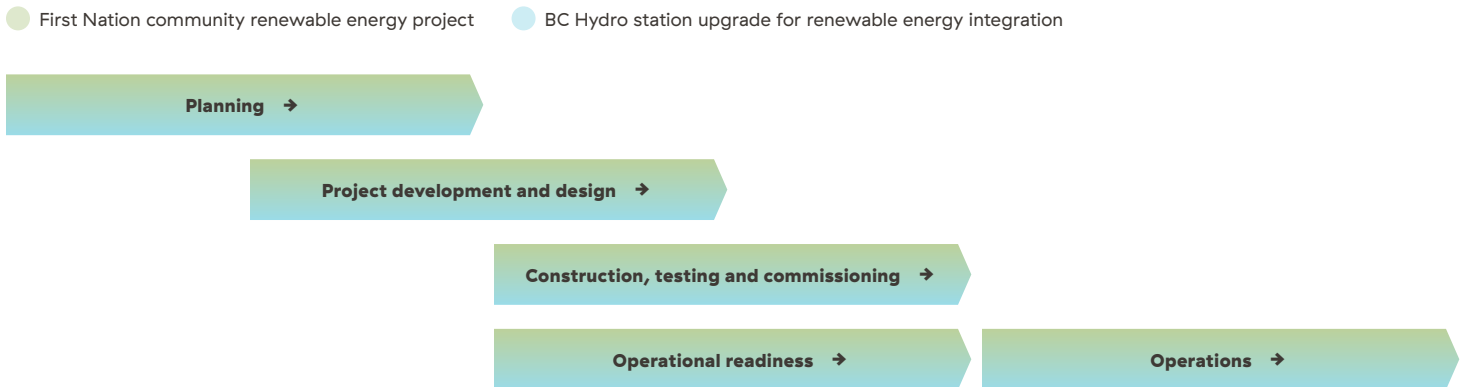 First Nation community renewable energy project
BC Hydro station upgrade for renewable energy integration
Planning →
Project development and design →
Construction, testing and commissioning →
Operational readiness →
Operations →